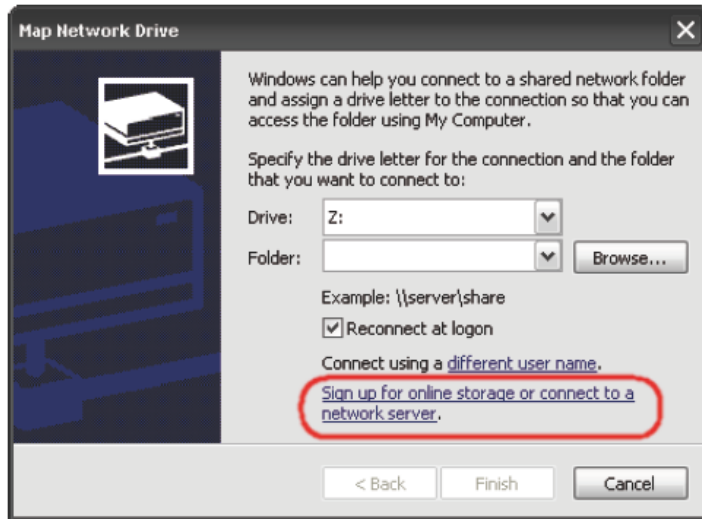 Map Network Drive
Windows can help you connect to a shared network folder
and assign a drive letter to the connection so that you can
access the folder using My Computer.
Specify the drive letter for the connection and the folder
that you want to connect to:
Drive: Z:
Folder: Browse...
Example: \\server\share
Reconnect at logon
Connect using a different user name.
Sign up for online storage or connect to a
network server.
< Back Finish Cancel